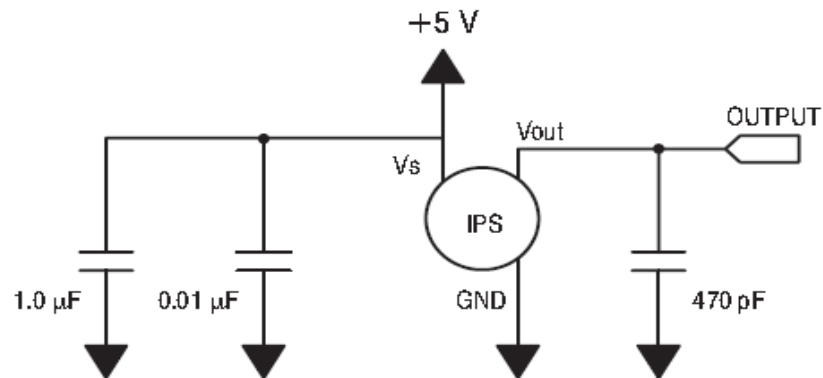 +5 V
OUTPUT
Vout
Vs
IPS
1.0 µF
0.01 µF
GND
470 pF